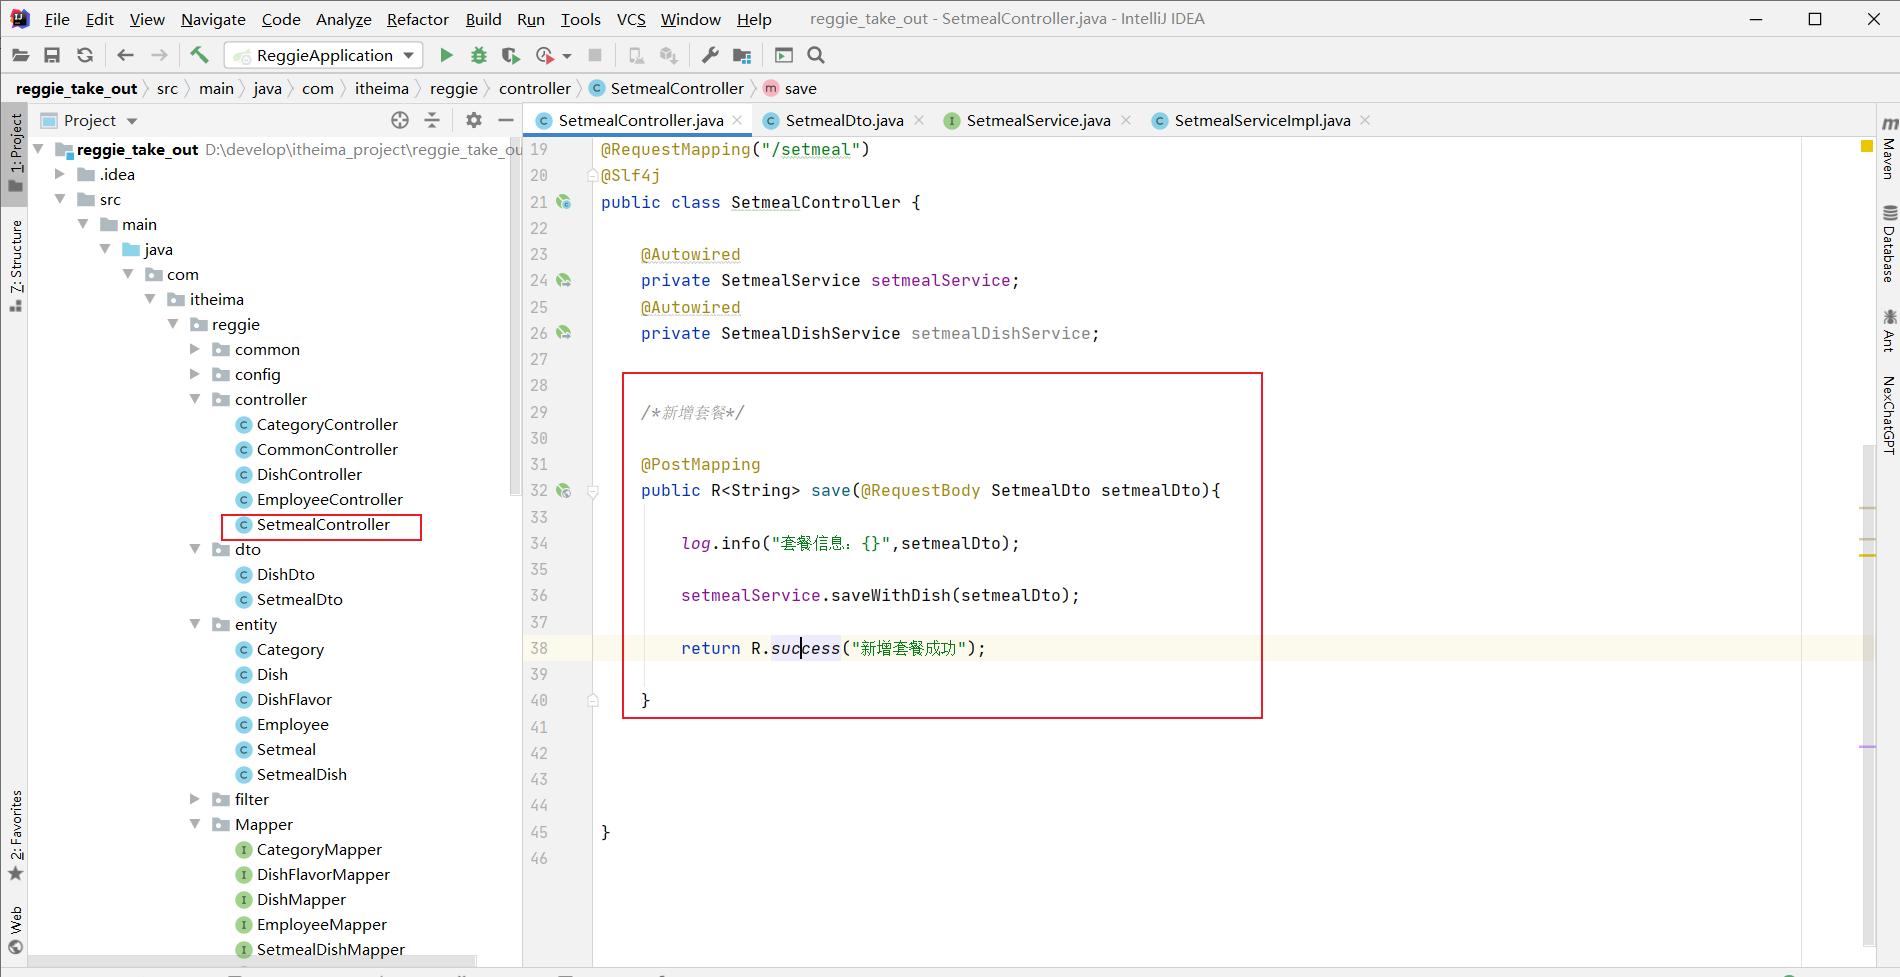 File Edit View Navigate Code Analyze Refactor Build Run Tools VCS Window Help reggie_take_out - SetmealController.java - IntelliJ IDEA
ReggieApplication
reggie_take_out src main java com itheima reggie controller SetmealController save
Project
SetmealController.java SetmealDto.java SetmealService.java SetmealServiceImpl.java
1: Project
7: Structure
2: Favorites
Web
reggie_take_out D:\develop\itheima_project\reggie_take_ou
.idea
src
main
java
com
itheima
reggie
common
config
controller
CategoryController
CommonController
DishController
EmployeeController
SetmealController
dto
DishDto
SetmealDto
entity
Category
Dish
DishFlavor
Employee
Setmeal
SetmealDish
filter
Mapper
CategoryMapper
DishFlavorMapper
DishMapper
EmployeeMapper
SetmealDishMapper
19 @RequestMapping("/setmeal")
20 @Slf4j
21 public class SetmealController {
22
23 @Autowired
24 private SetmealService setmealService;
25 @Autowired
26 private SetmealDishService setmealDishService;
27
28
29 /*新增套餐*/
30
31 @PostMapping
32 public R<String> save(@RequestBody SetmealDto setmealDto){
33
34 log.info("套餐信息：{}",setmealDto);
35
36 setmealService.saveWithDish(setmealDto);
37
38 return R.success("新增套餐成功");
39
40 }
41
42
43
44
45 }
46
Maven
Database
Ant
NexChatGPT